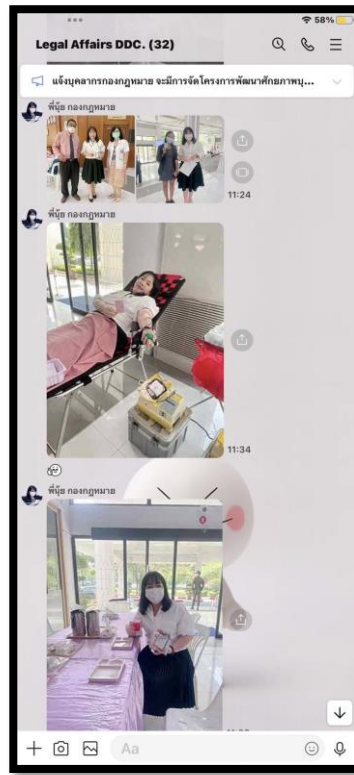 58%
Legal Affairs DDC. (32)
แจ้งบุคลากรกองกฎหมาย จะมีการจัดโครงการพัฒนาศักยภาพบุ...
พี่นุ้ย กองกฎหมาย
11:24
พี่นุ้ย กองกฎหมาย
11:34
พี่นุ้ย กองกฎหมาย
Aa